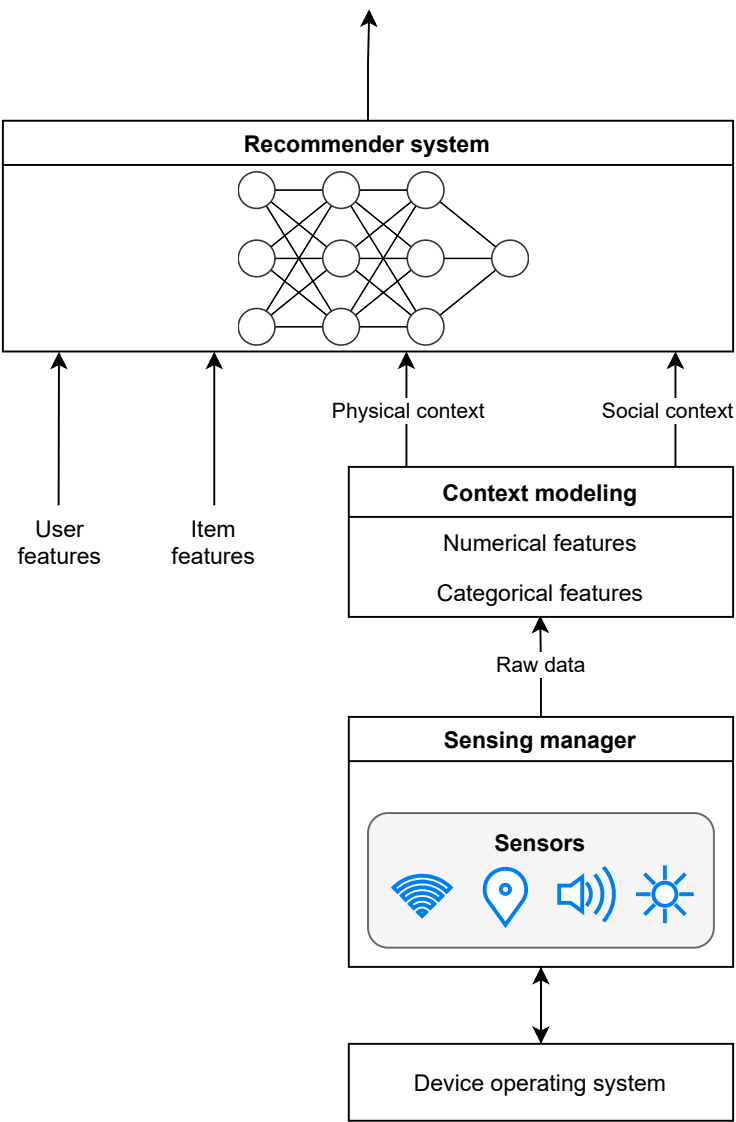 Recommender system
Physical context
Social context
User
features
Item
features
Context modeling
Numerical features
Categorical features
Raw data
Sensing manager
Sensors
Device operating system